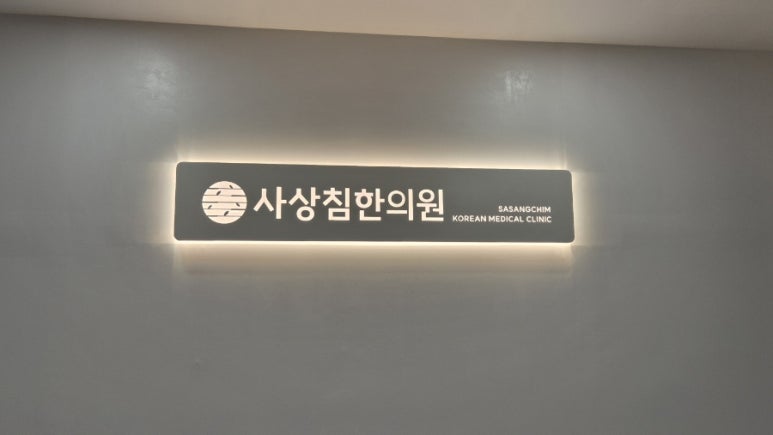 사상침한의원
SASANGCHIM
KOREAN MEDICAL CLINIC